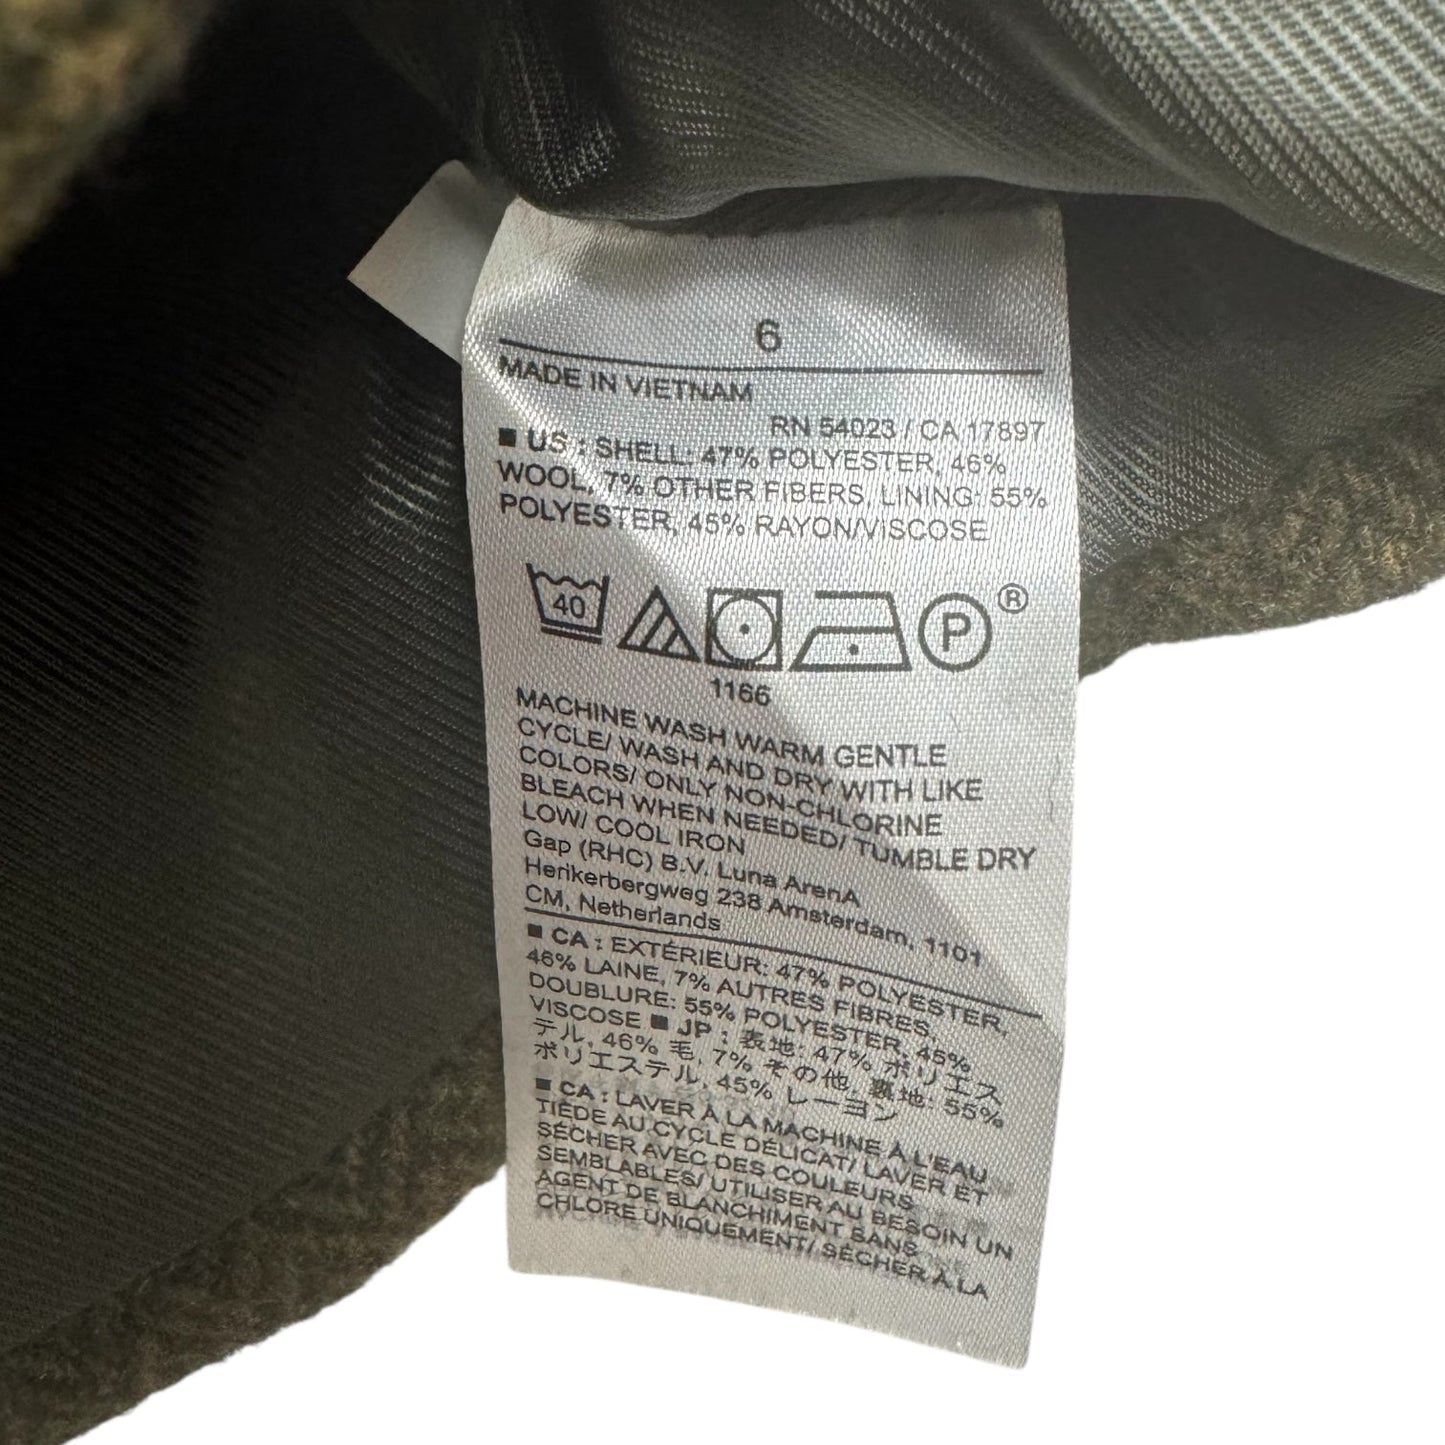 6
MADE IN VIETNAM
RN 54023 / CA 17897
■ US : SHELL: 47% POLYESTER, 46%
WOOL, 7% OTHER FIBERS, LINING: 55%
POLYESTER, 45% RAYON/VISCOSE
40
P ®
1166
MACHINE WASH WARM GENTLE
CYCLE/ WASH AND DRY WITH LIKE
COLORS/ ONLY NON-CHLORINE
BLEACH WHEN NEEDED/ TUMBLE DRY
LOW/ COOL IRON
Gap (RHC) B.V. Luna ArenA
Herikerbergweg 238 Amsterdam, 1101
CM, Netherlands
■ CA : EXTÉRIEUR: 47% POLYESTER,
46% LAINE, 7% AUTRES FIBRES,
DOUBLURE: 55% POLYESTER, 45%
VISCOSE ■ JP : 表地: 47% ポリエス
テル, 46% 毛, 7% その他, 裏地: 55%
ポリエステル, 45% レーヨン
■ CA : LAVER À LA MACHINE À L'EAU
TIÈDE AU CYCLE DÉLICAT/ LAVER ET
SÉCHER AVEC DES COULEURS
SEMBLABLES/ UTILISER AU BESOIN UN
AGENT DE BLANCHIMENT SANS
CHLORE UNIQUEMENT/ SÉCHER À LA